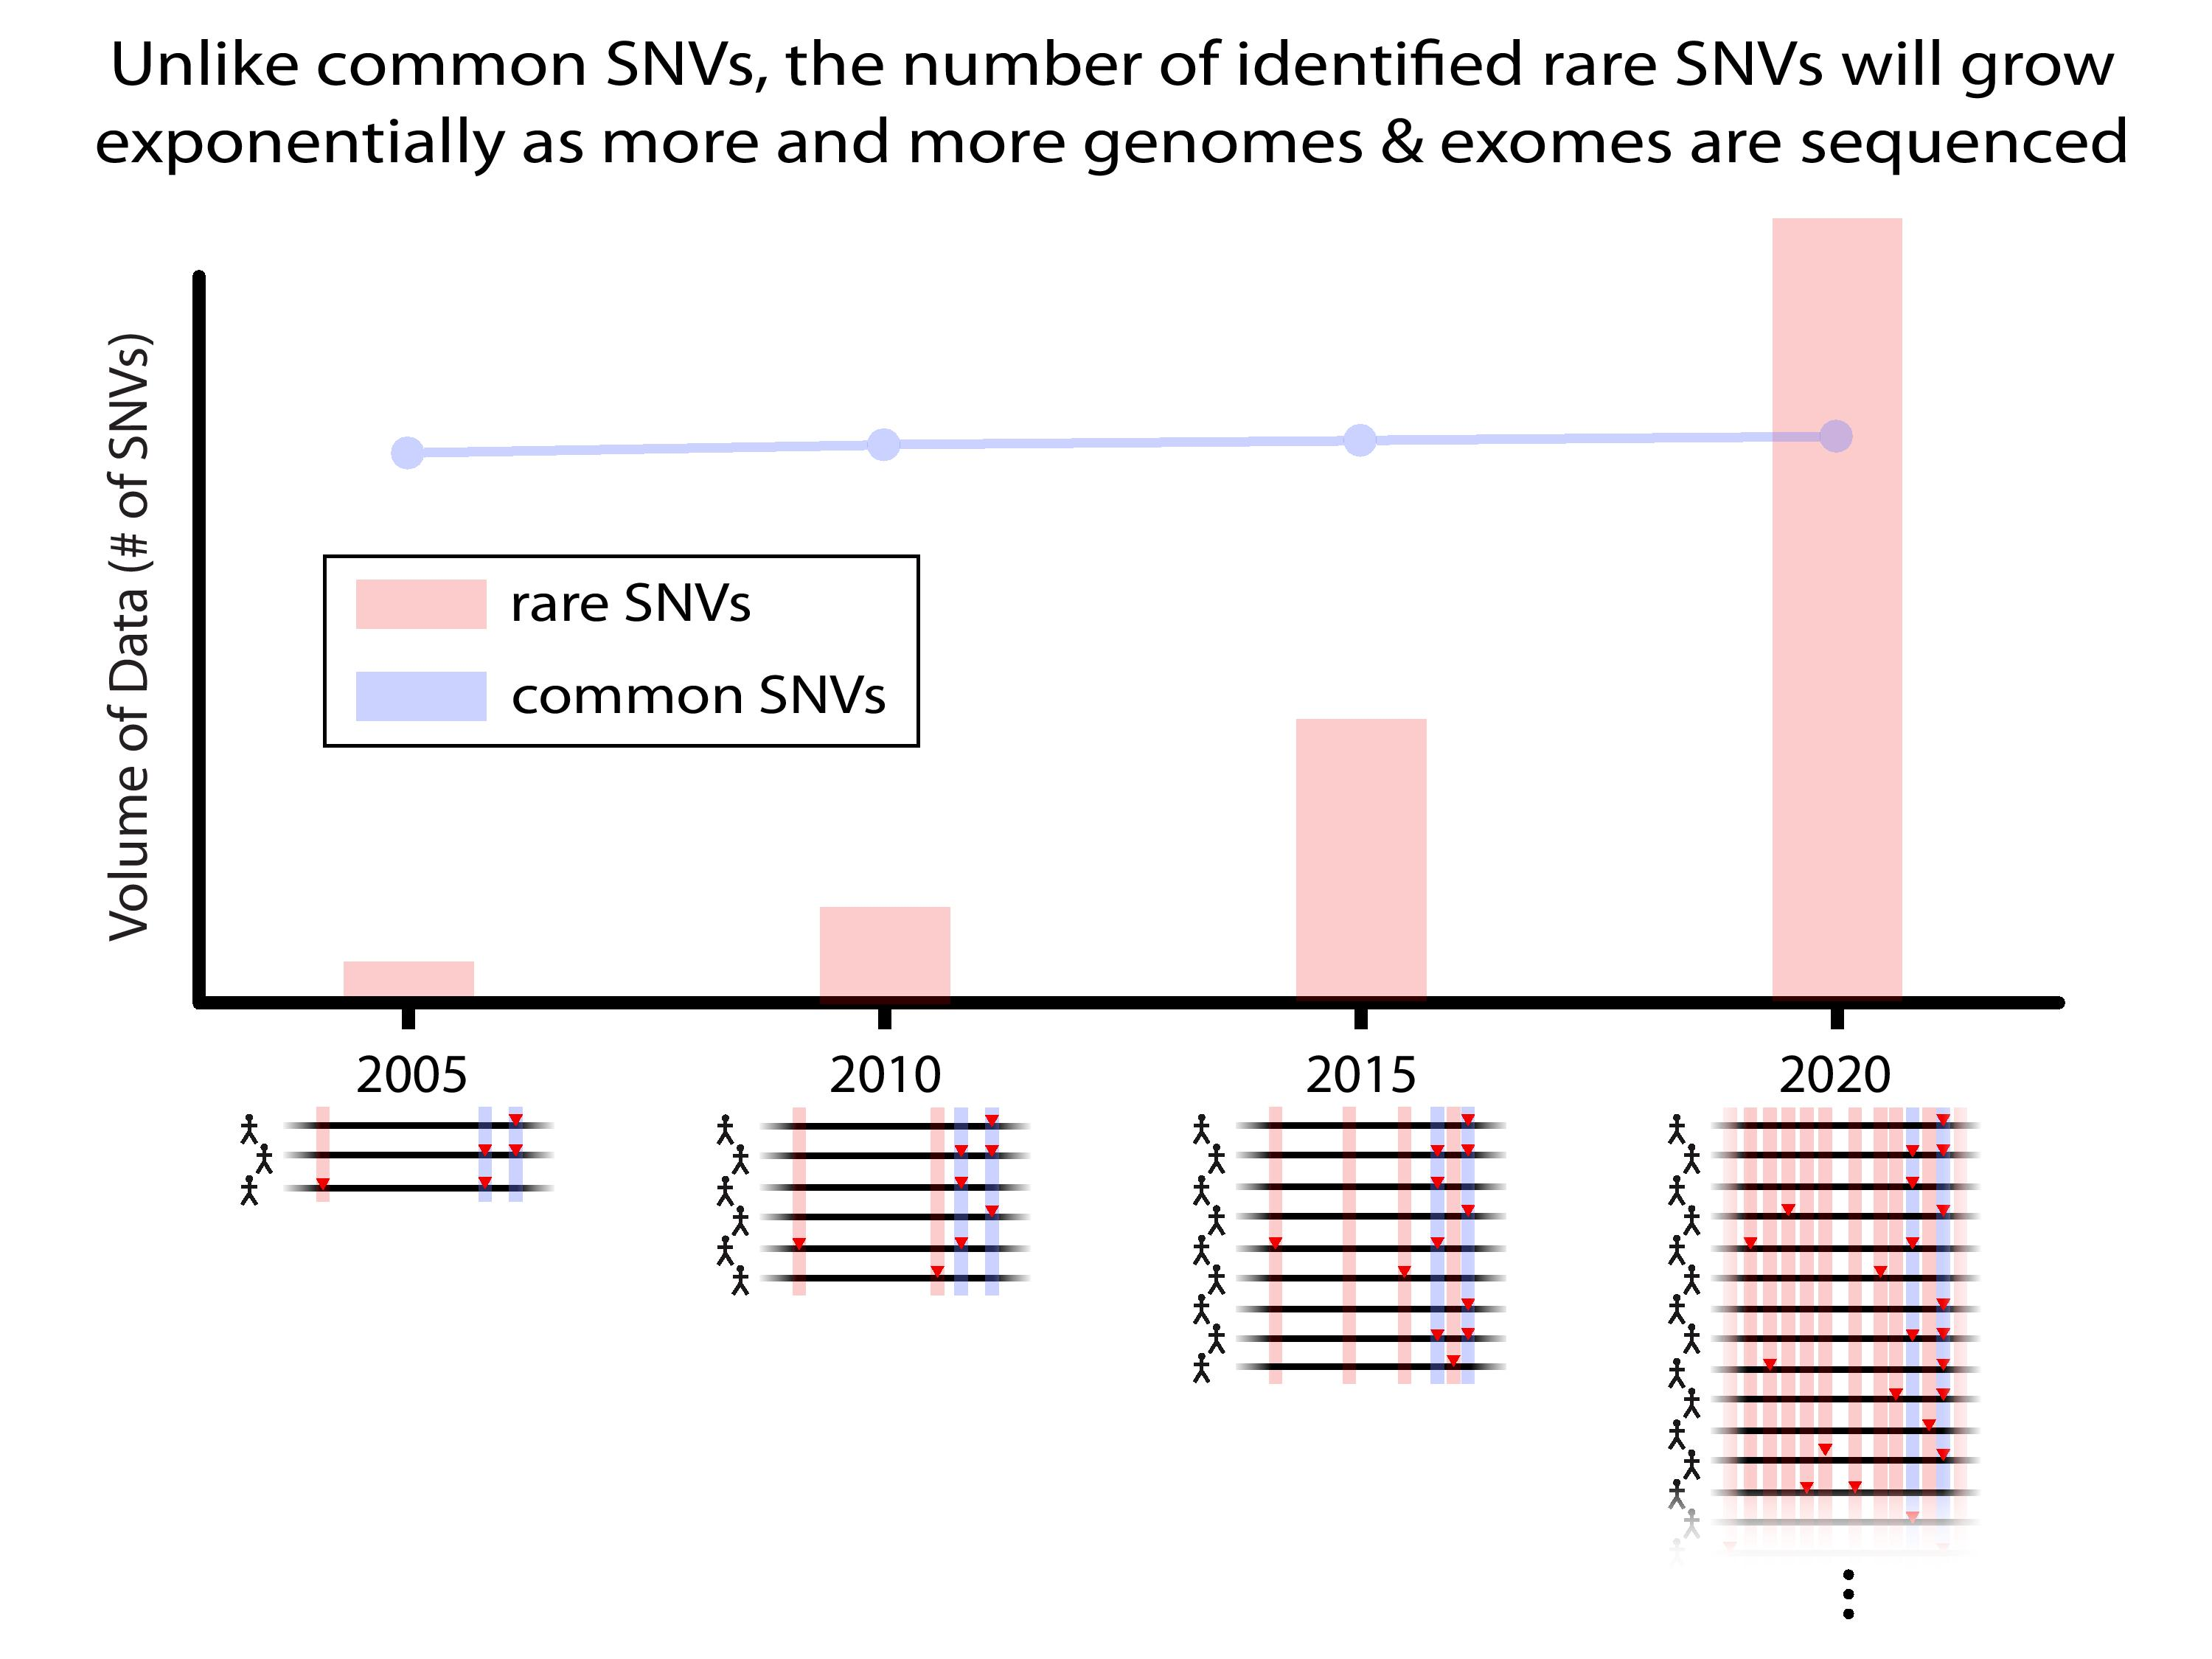 Unlike common SNVs, the number of identified rare SNVs will grow
exponentially as more and more genomes & exomes are sequenced
Volume of Data (# of SNVs)
rare SNVs
common SNVs
2005
2010
2015
2020